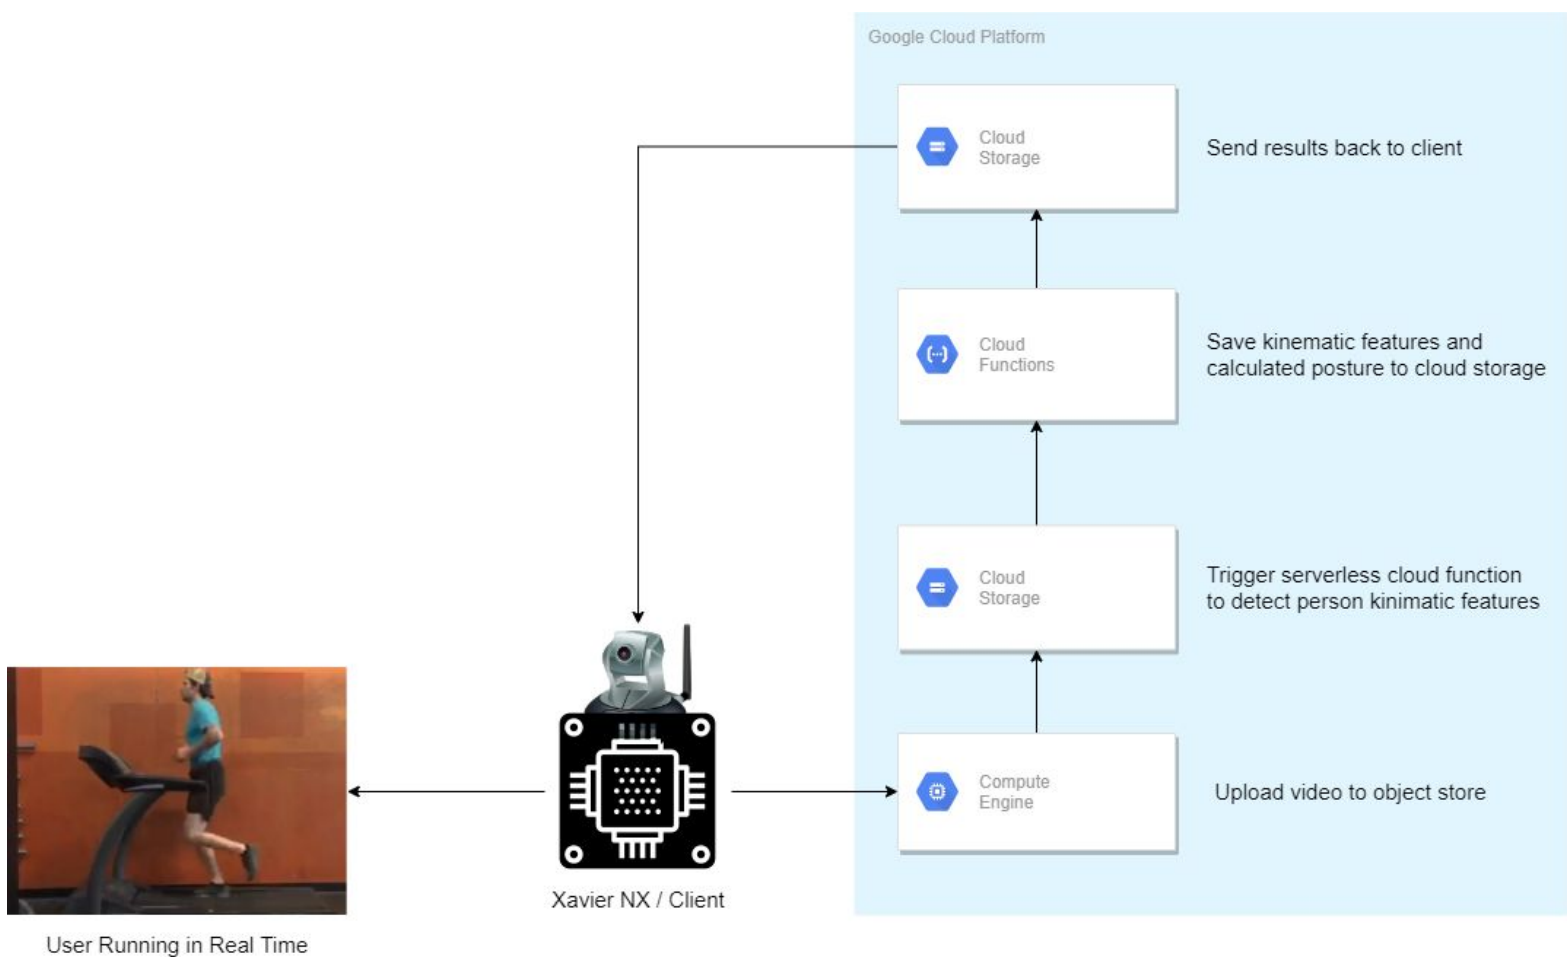 Google Cloud Platform
Cloud
Storage
Send results back to client
Cloud
Functions
Save kinematic features and
calculated posture to cloud storage
Cloud
Storage
Trigger serverless cloud function
to detect person kinimatic features
Compute
Engine
Upload video to object store
Xavier NX / Client
User Running in Real Time